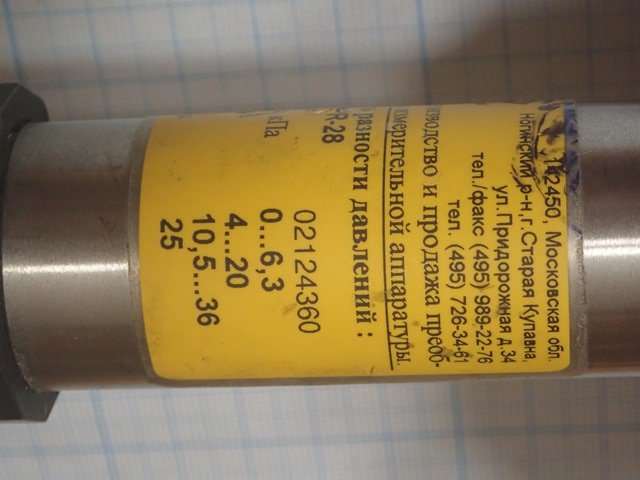 142450, Московская обл.
ногинский р-н,г.Старая Купавна,
ул.Придорожная д.34
тел./факс (495) 989-22-76
тел. (495) 726-34-61
изводство и продажа преоб-
измерительной аппаратуры.
разности давлений :
R-28
02124360
кПа
0...6,3
4...20
10,5...36
25